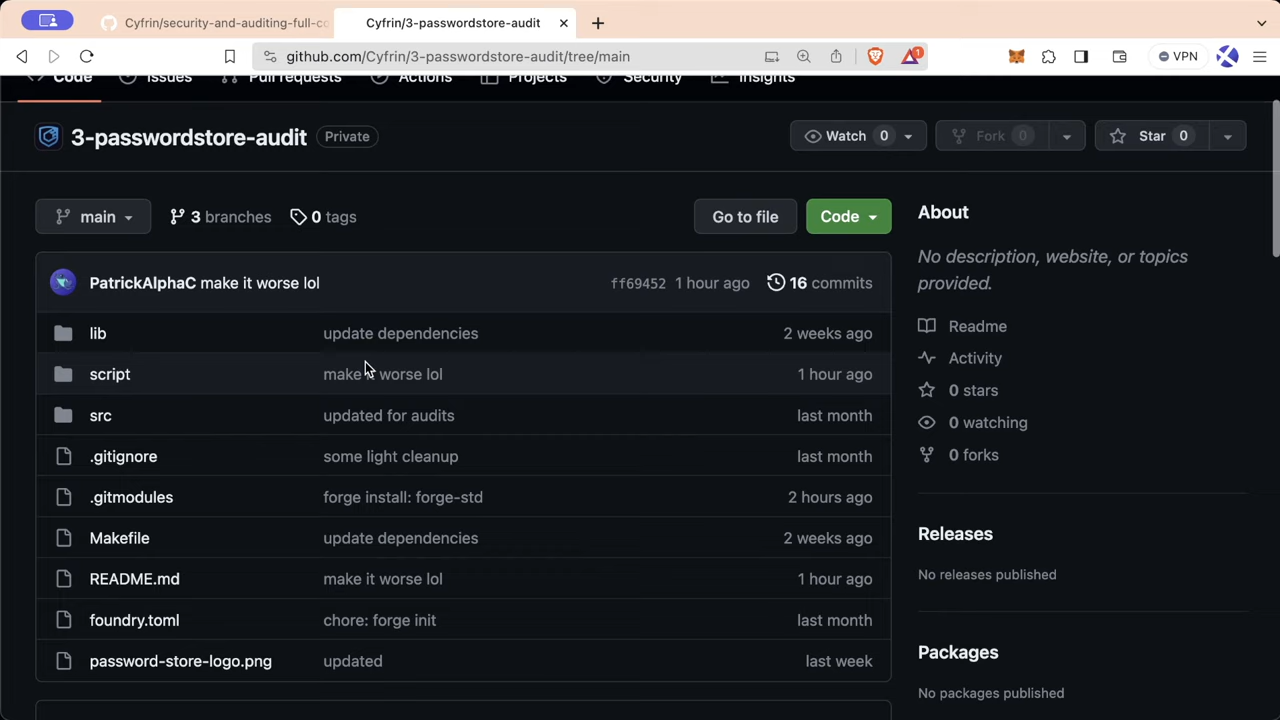 Cyfrin/security-and-auditing-full-co
Cyfrin/3-passwordstore-audit
github.com/Cyfrin/3-passwordstore-audit/tree/main
1
VPN
Code
Issues
Pull requests
Actions
Projects
Security
Insights
3-passwordstore-audit
Private
Watch 0
Fork 0
Star 0
main
3 branches
0 tags
Go to file
Code
PatrickAlphaC make it worse lol ff69452 1 hour ago 16 commits
lib update dependencies 2 weeks ago
script make it worse lol 1 hour ago
src updated for audits last month
.gitignore some light cleanup last month
.gitmodules forge install: forge-std 2 hours ago
Makefile update dependencies 2 weeks ago
README.md make it worse lol 1 hour ago
foundry.toml chore: forge init last month
password-store-logo.png updated last week
About
No description, website, or topics
provided.
Readme
Activity
0 stars
0 watching
0 forks
Releases
No releases published
Packages
No packages published